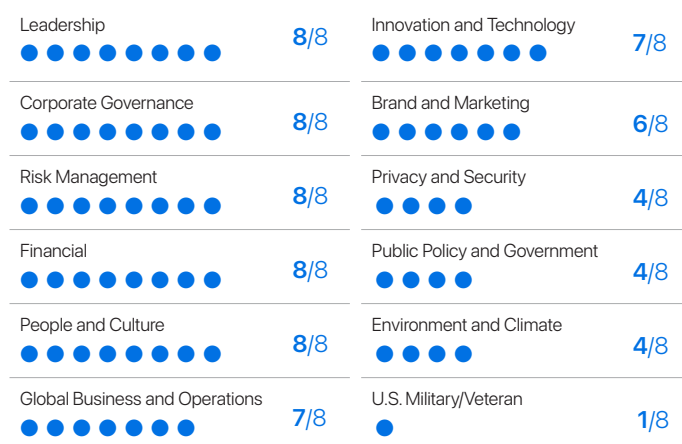 Leadership
8/8
Corporate Governance
8/8
Risk Management
8/8
Financial
8/8
People and Culture
8/8
Global Business and Operations
7/8
Innovation and Technology
7/8
Brand and Marketing
6/8
Privacy and Security
4/8
Public Policy and Government
4/8
Environment and Climate
4/8
U.S. Military/Veteran
1/8